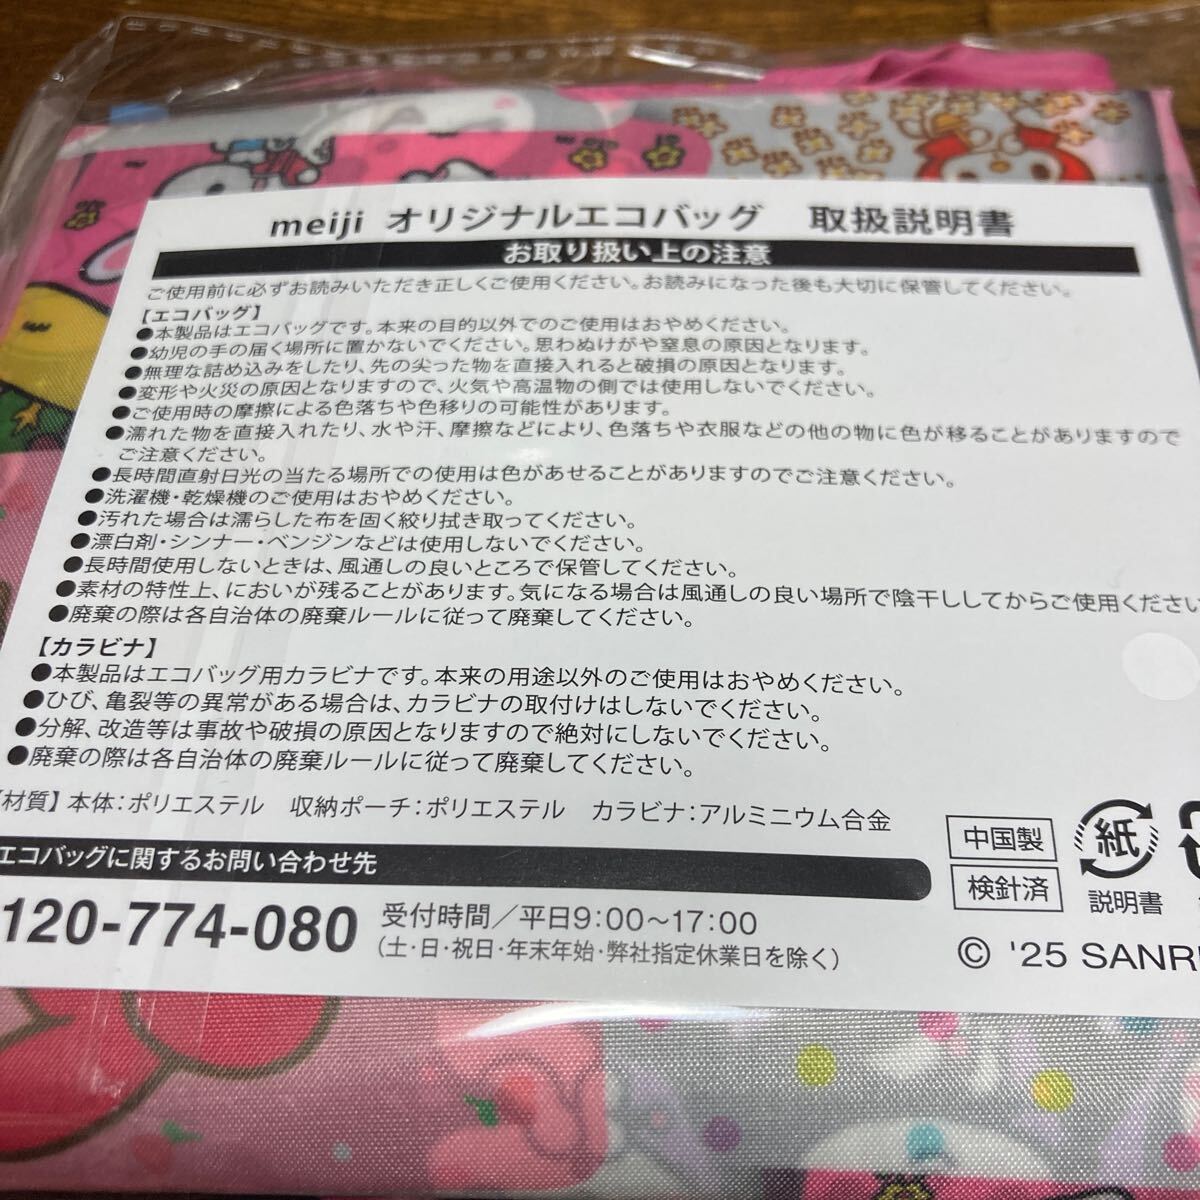 meiji オリジナルエコバッグ 取扱説明書
お取り扱い上の注意
ご使用前に必ずお読みいただき正しくご使用ください。お読みになった後も大切に保管してください。
【エコバッグ】
●本製品はエコバッグです。本来の目的以外でのご使用はおやめください。
●幼児の手の届く場所に置かないでください。思わぬけがや窒息の原因となります。
●無理な詰め込みをしたり、先の尖った物を直接入れると破損の原因となります。
●変形や火災の原因となりますので、火気や高温物の側では使用しないでください。
●ご使用時の摩擦による色落ちや色移りの可能性があります。
●濡れた物を直接入れたり、水や汗、摩擦などにより、色落ちや衣服などの他の物に色が移ることがありますので
ご注意ください。
●長時間直射日光の当たる場所での使用は色があせることがありますのでご注意ください。
●洗濯機・乾燥機のご使用はおやめください。
●汚れた場合は濡らした布を固く絞り拭き取ってください。
●漂白剤・シンナー・ベンジンなどは使用しないでください。
●長時間使用しないときは、風通しの良いところで保管してください。
●素材の特性上、においが残ることがあります。気になる場合は風通しの良い場所で陰干ししてからご使用ください
●廃棄の際は各自治体の廃棄ルールに従って廃棄してください。
【カラビナ】
●本製品はエコバッグ用カラビナです。本来の用途以外のご使用はおやめください。
●ひび、亀裂等の異常がある場合は、カラビナの取付けはしないでください。
●分解、改造等は事故や破損の原因となりますので絶対にしないでください。
●廃棄の際は各自治体の廃棄ルールに従って廃棄してください。
【材質】本体：ポリエステル 収納ポーチ：ポリエステル カラビナ：アルミニウム合金
エコバッグに関するお問い合わせ先
120-774-080 受付時間／平日9:00〜17:00
（土・日・祝日・年末年始・弊社指定休業日を除く）
中国製
検針済
紙
説明書
© '25 SANRI